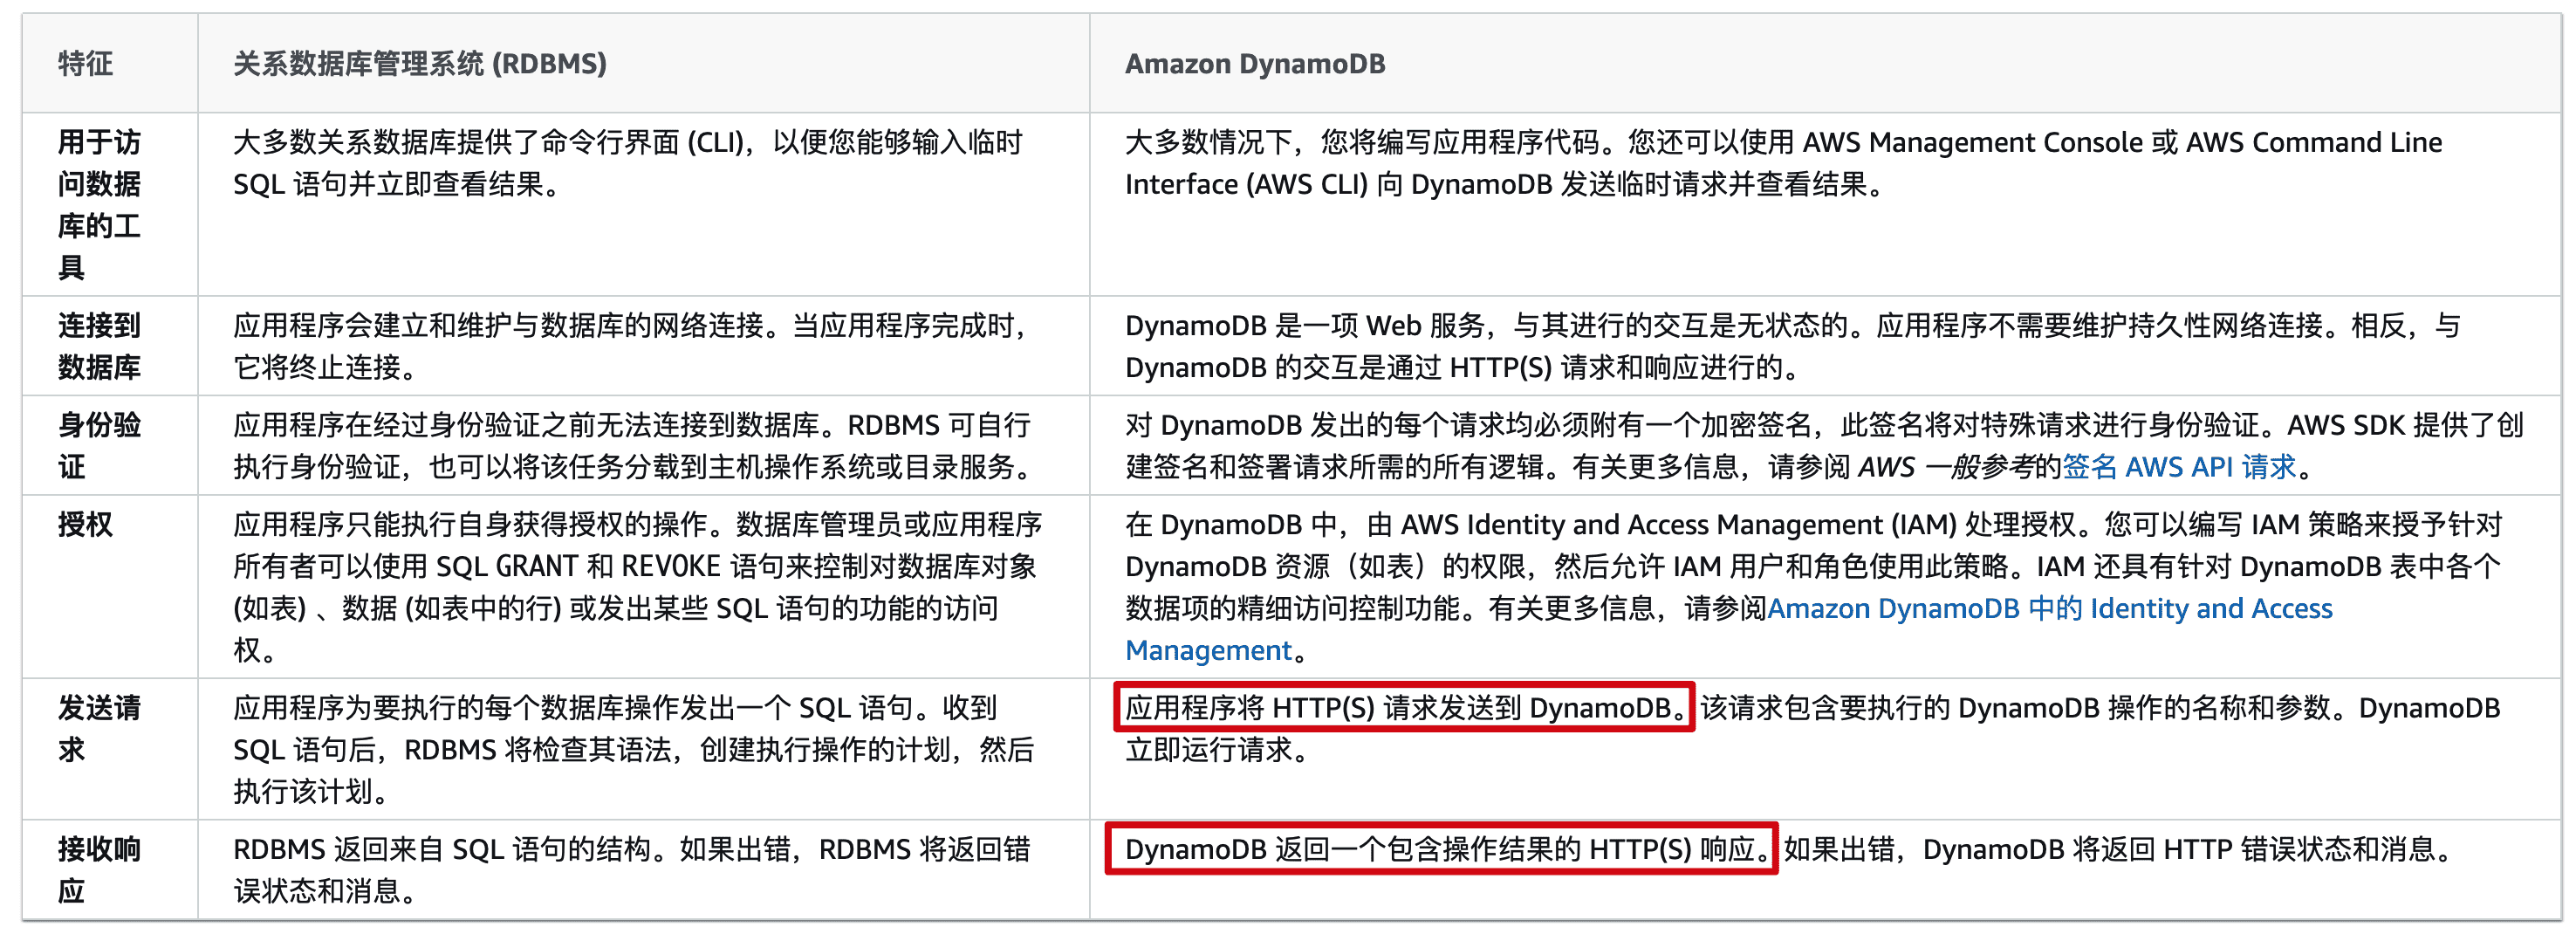 特征
关系数据库管理系统 (RDBMS)
Amazon DynamoDB
用于访
问数据
库的工
具
大多数关系数据库提供了命令行界面 (CLI)，以便您能够输入临时
SQL 语句并立即查看结果。
大多数情况下，您将编写应用程序代码。您还可以使用 AWS Management Console 或 AWS Command Line
Interface (AWS CLI) 向 DynamoDB 发送临时请求并查看结果。
连接到
数据库
应用程序会建立和维护与数据库的网络连接。当应用程序完成时，
它将终止连接。
DynamoDB 是一项 Web 服务，与其进行的交互是无状态的。应用程序不需要维护持久性网络连接。相反，与
DynamoDB 的交互是通过 HTTP(S) 请求和响应进行的。
身份验
证
应用程序在经过身份验证之前无法连接到数据库。RDBMS 可自行
执行身份验证，也可以将该任务分载到主机操作系统或目录服务。
对 DynamoDB 发出的每个请求均必须附有一个加密签名，此签名将对特殊请求进行身份验证。AWS SDK 提供了创
建签名和签署请求所需的所有逻辑。有关更多信息，请参阅 AWS 一般参考的签名 AWS API 请求。
授权
应用程序只能执行自身获得授权的操作。数据库管理员或应用程序
所有者可以使用 SQL GRANT 和 REVOKE 语句来控制对数据库对象
(如表) 、数据 (如表中的行) 或发出某些 SQL 语句的功能的访问
权。
在 DynamoDB 中，由 AWS Identity and Access Management (IAM) 处理授权。您可以编写 IAM 策略来授予针对
DynamoDB 资源（如表）的权限，然后允许 IAM 用户和角色使用此策略。IAM 还具有针对 DynamoDB 表中各个
数据项的精细访问控制功能。有关更多信息，请参阅Amazon DynamoDB 中的 Identity and Access
Management。
发送请
求
应用程序为要执行的每个数据库操作发出一个 SQL 语句。收到
SQL 语句后，RDBMS 将检查其语法，创建执行操作的计划，然后
执行该计划。
应用程序将 HTTP(S) 请求发送到 DynamoDB。该请求包含要执行的 DynamoDB 操作的名称和参数。DynamoDB
立即运行请求。
接收响
应
RDBMS 返回来自 SQL 语句的结构。如果出错，RDBMS 将返回错
误状态和消息。
DynamoDB 返回一个包含操作结果的 HTTP(S) 响应。如果出错，DynamoDB 将返回 HTTP 错误状态和消息。